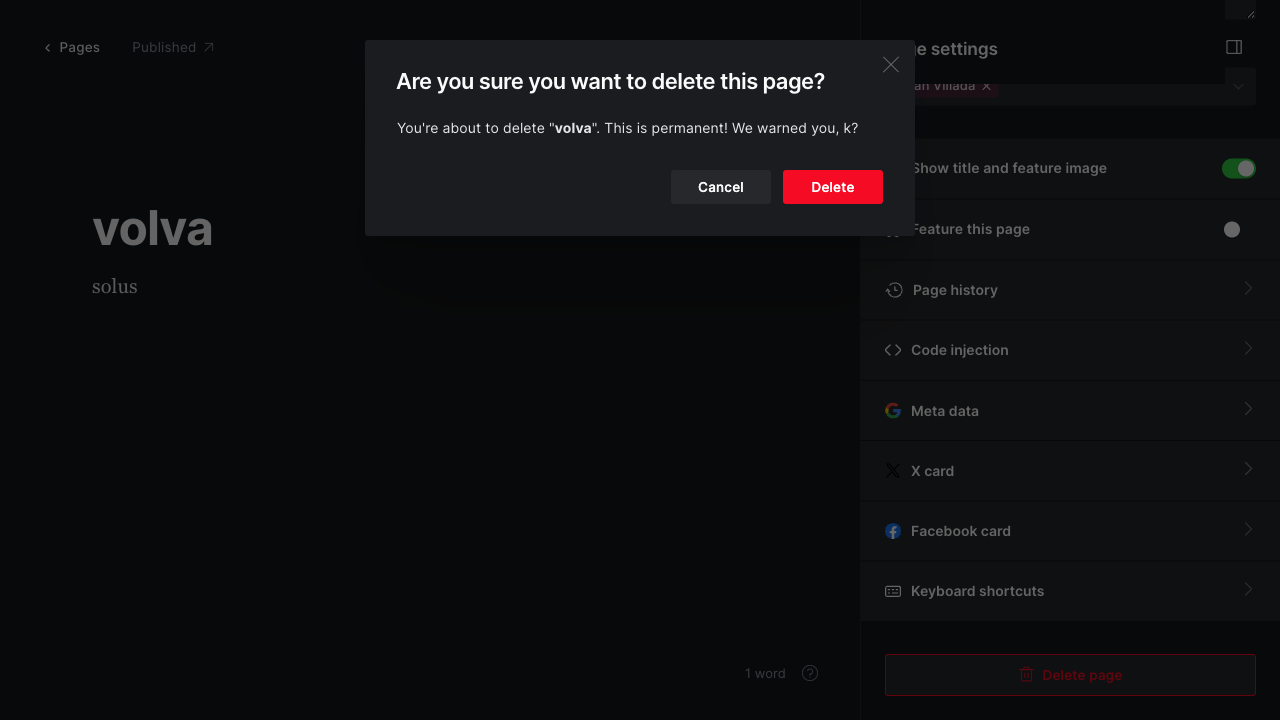 Pages
Published
Page settings
Are you sure you want to delete this page?
You're about to delete "volva". This is permanent! We warned you, k?
Cancel
Delete
volva
solus
Show title and feature image
Feature this page
Page history
Code injection
Meta data
X card
Facebook card
Keyboard shortcuts
1 word
Delete page